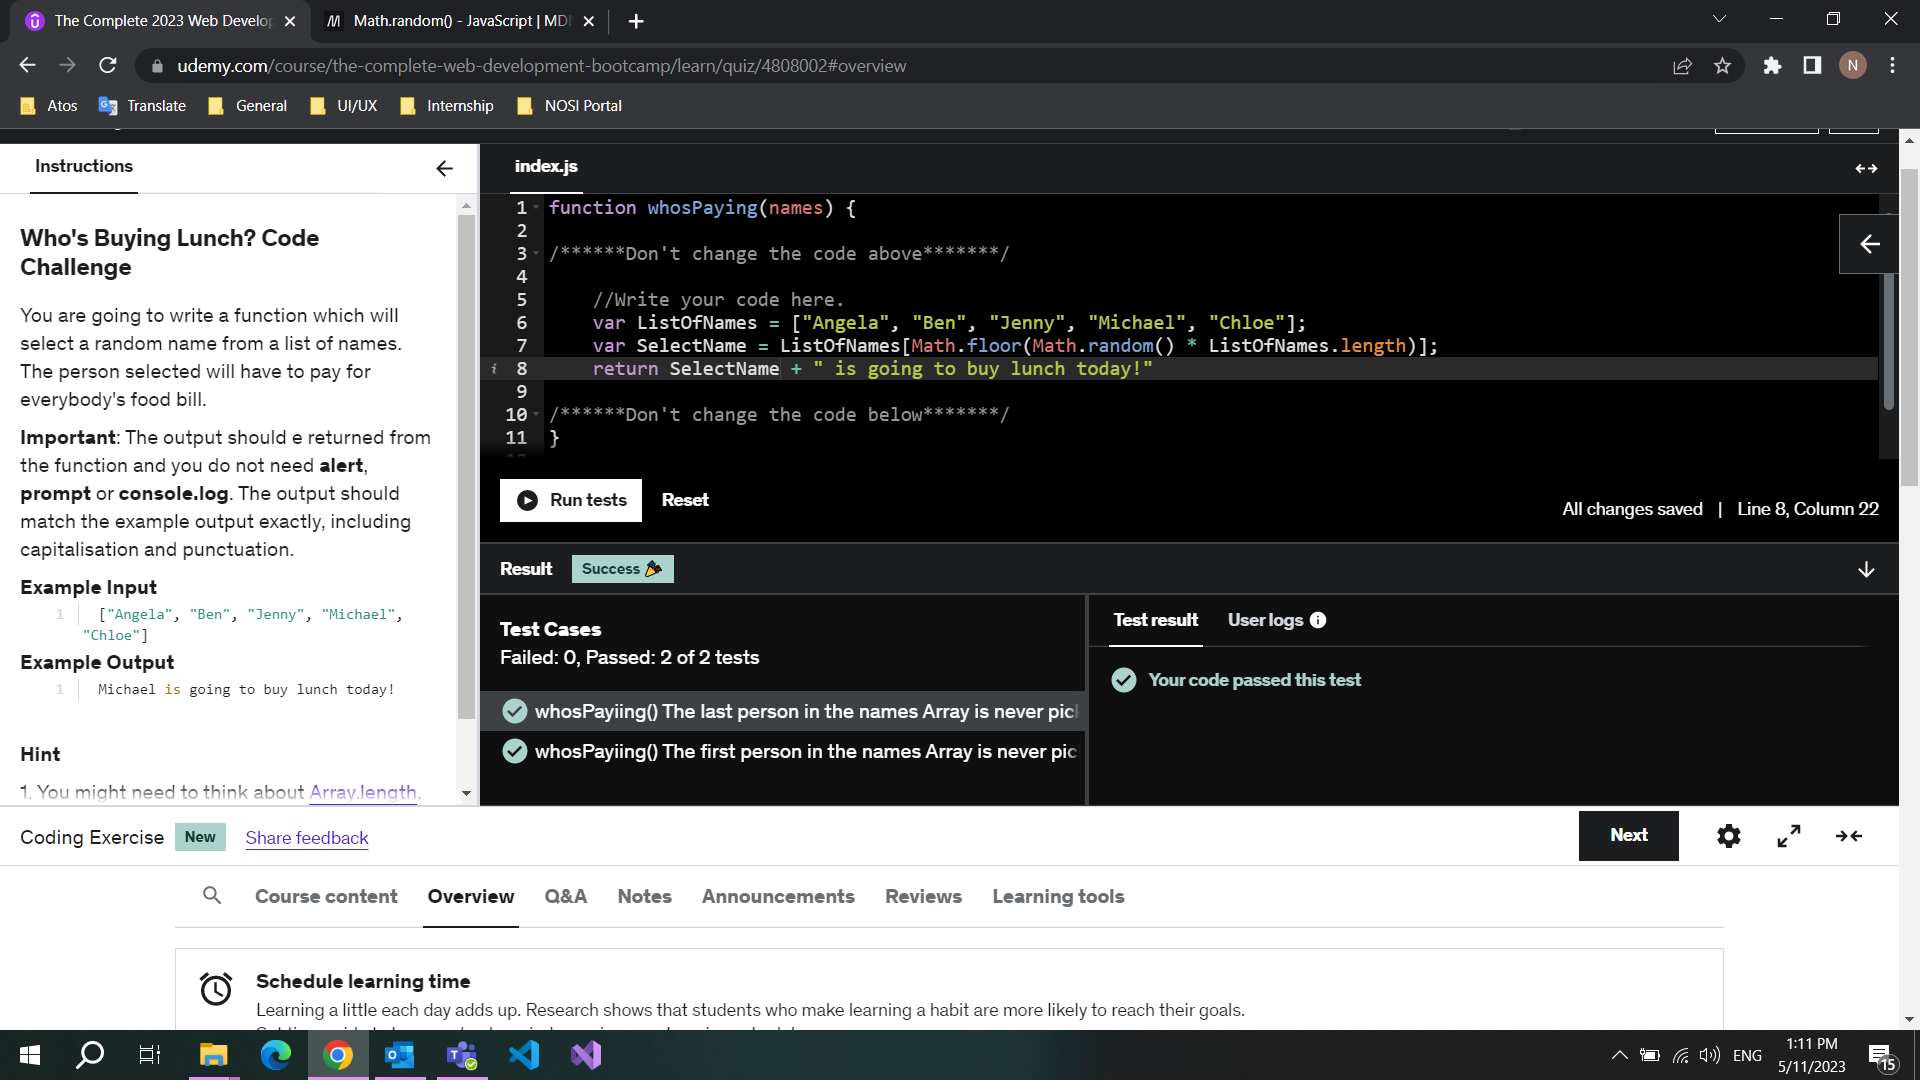 The Complete 2023 Web Develop
Math.random() - JavaScript | MD
udemy.com/course/the-complete-web-development-bootcamp/learn/quiz/4808002#overview
N
Atos
Translate
General
UI/UX
Internship
NOSI Portal
Instructions
Who's Buying Lunch? Code
Challenge
You are going to write a function which will
select a random name from a list of names.
The person selected will have to pay for
everybody's food bill.
Important: The output should e returned from
the function and you do not need alert,
prompt or console.log. The output should
match the example output exactly, including
capitalisation and punctuation.
Example Input
1 ["Angela", "Ben", "Jenny", "Michael",
"Chloe"]
Example Output
1 Michael is going to buy lunch today!
Hint
1. You might need to think about Array.length.
index.js
1 function whosPaying(names) {
2
3 /******Don't change the code above*******/
4
5 //Write your code here.
6 var ListOfNames = ["Angela", "Ben", "Jenny", "Michael", "Chloe"];
7 var SelectName = ListOfNames[Math.floor(Math.random() * ListOfNames.length)];
8 return SelectName + " is going to buy lunch today!"
9
10 /******Don't change the code below*******/
11 }
Run tests
Reset
All changes saved | Line 8, Column 22
Result
Success
Test Cases
Failed: 0, Passed: 2 of 2 tests
whosPayiing() The last person in the names Array is never pic
whosPayiing() The first person in the names Array is never pic
Test result
User logs
Your code passed this test
Coding Exercise
New
Share feedback
Next
Course content
Overview
Q&A
Notes
Announcements
Reviews
Learning tools
Schedule learning time
Learning a little each day adds up. Research shows that students who make learning a habit are more likely to reach their goals.
ENG
1:11 PM
5/11/2023
15